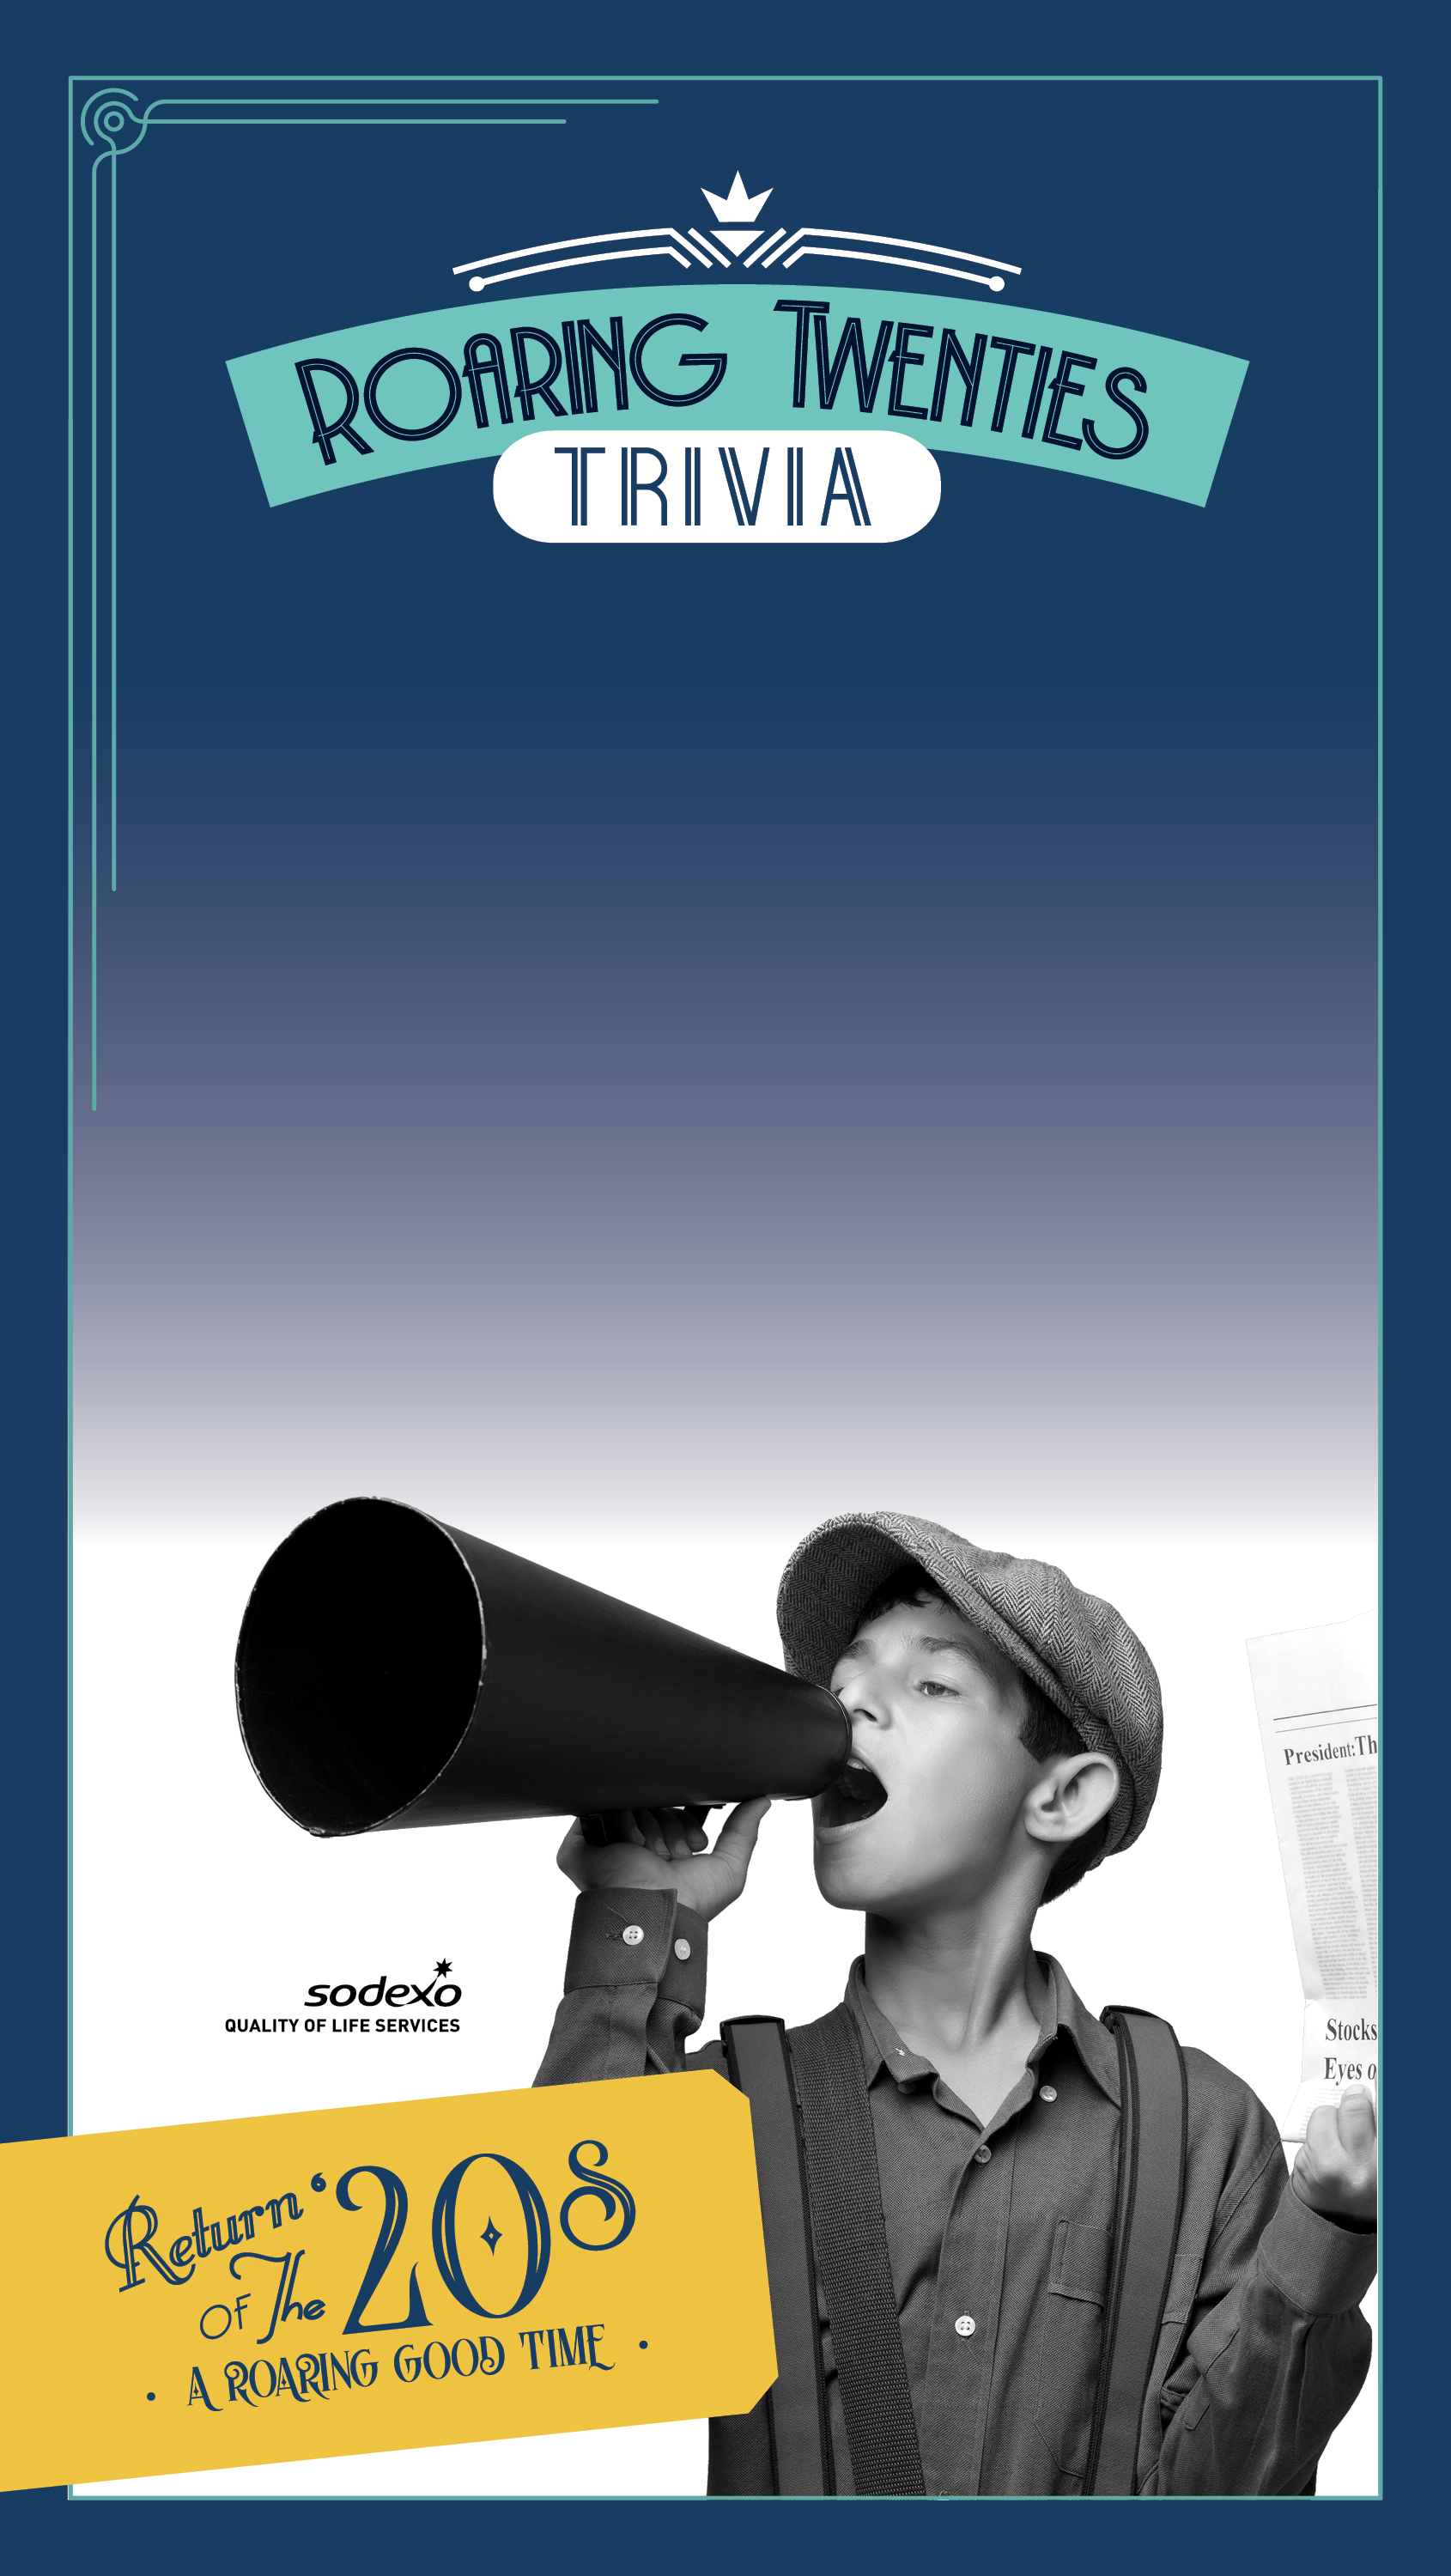 ROARING TWENTIES
TRIVIA
President: Th
Stocks
Eyes o
sodexo
QUALITY OF LIFE SERVICES
Return
OF The '20s
• A ROARING GOOD TIME •